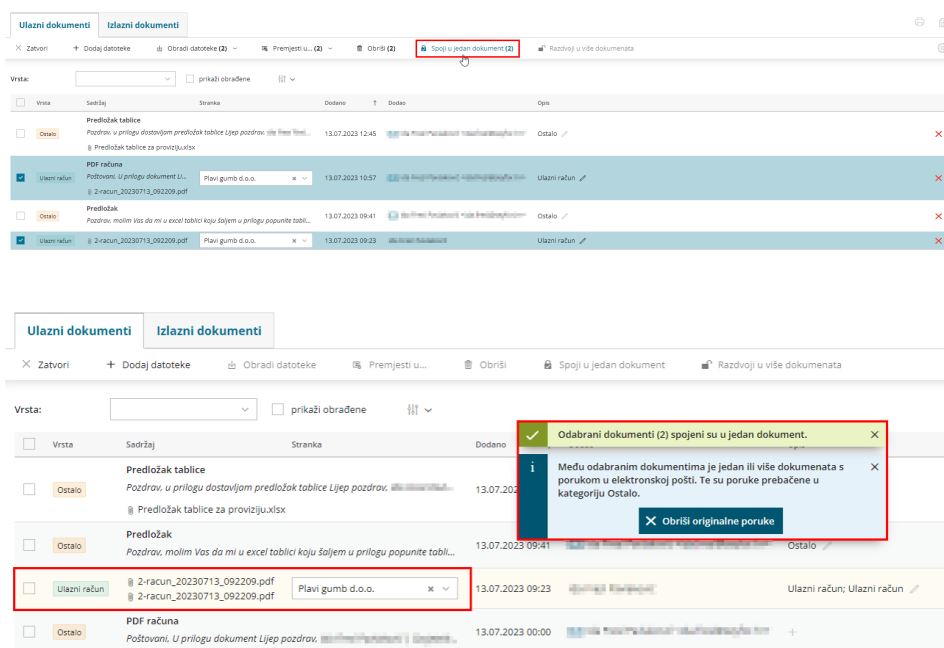 Ulazni dokumenti Izlazni dokumenti
Zatvori + Dodaj datoteke Obradi datoteke (2) Premjesti u... (2) Obriši (2) Spoji u jedan dokument (2) Razdvoji u više dokumenata
Vrsta: prikaži obrađene
Vrsta Sadržaj Stranka Dodano ↑ Dodao Opis
Predložak tablice
Ostalo Pozdrav, u prilogu dostavljam predložak tablice Lijep pozdrav, 13.07.2023 12:45 Ostalo
Predložak tablice za proviziju.xlsx
PDF računa
Ulazni račun Poštovani, U prilogu dokument Li... Plavi gumb d.o.o. 13.07.2023 10:57 Ulazni račun
2-racun_20230713_092209.pdf
Predložak
Ostalo Pozdrav, molim Vas da mi u excel tablici koju šaljem u prilogu popunite tabli... 13.07.2023 09:41 Ostalo
Ulazni račun 2-racun_20230713_092209.pdf Plavi gumb d.o.o. 13.07.2023 09:23 Ulazni račun
Ulazni dokumenti Izlazni dokumenti
Zatvori + Dodaj datoteke Obradi datoteke Premjesti u... Obriši Spoji u jedan dokument Razdvoji u više dokumenata
Vrsta: prikaži obrađene
Odabrani dokumenti (2) spojeni su u jedan dokument.
Vrsta Sadržaj Stranka Dodano
i Među odabranim dokumentima je jedan ili više dokumenata s
porukom u elektronskoj pošti. Te su poruke prebačene u
kategoriju Ostalo.
Obriši originalne poruke
Predložak tablice
Ostalo Pozdrav, u prilogu dostavljam predložak tablice Lijep pozdrav, 13.07.202
Predložak tablice za proviziju.xlsx
Predložak
Ostalo Pozdrav, molim Vas da mi u excel tablici koju šaljem u prilogu popunite tabli... 13.07.2023 09:41 Ostalo
2-racun_20230713_092209.pdf
Ulazni račun Plavi gumb d.o.o. 13.07.2023 09:23 Ulazni račun; Ulazni račun
2-racun_20230713_092209.pdf
PDF računa
Ostalo Poštovani, U prilogu dokument Lijep pozdrav, 13.07.2023 00:00 +